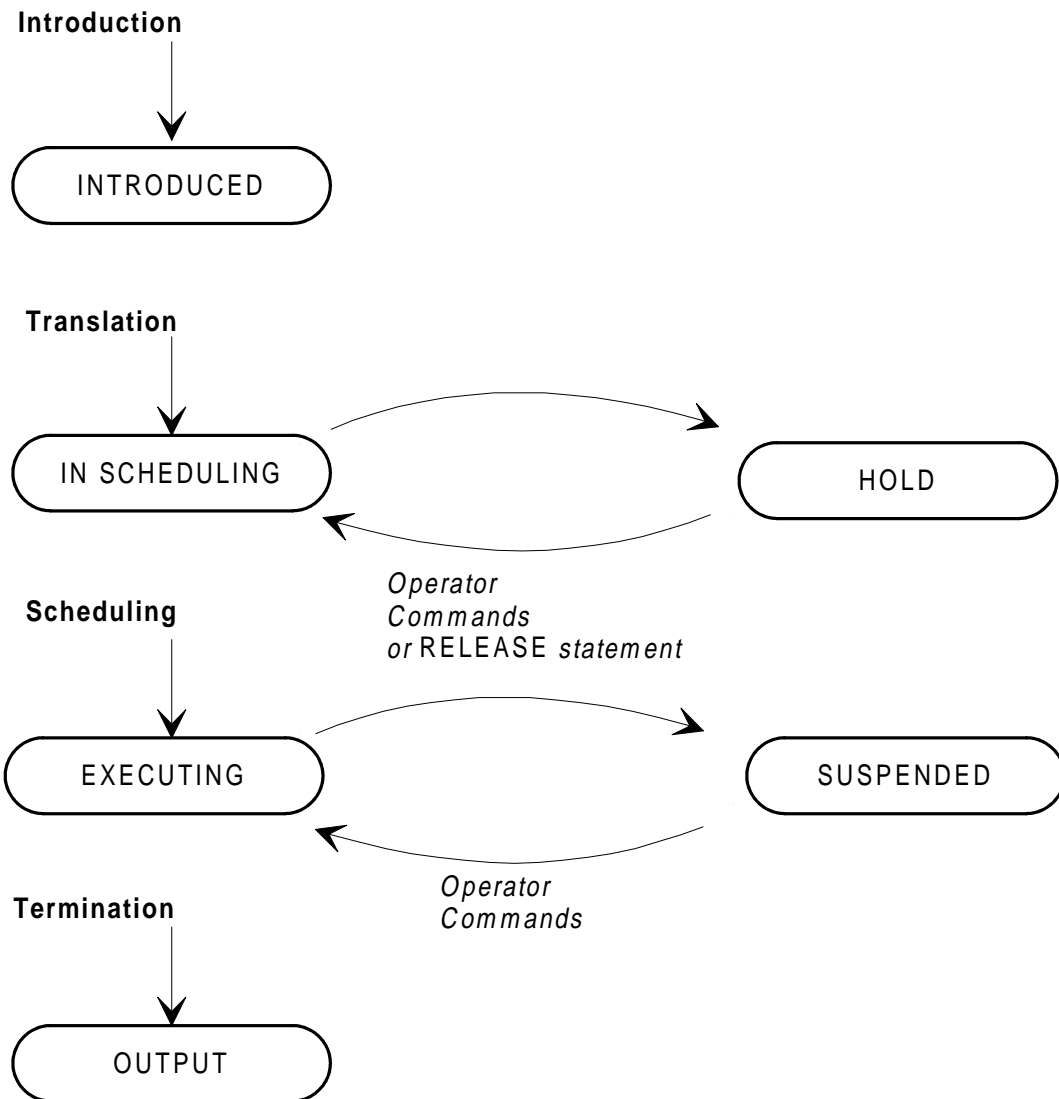 Introduction
INTRODUCED
Translation
IN SCHEDULING
HOLD
Operator
Commands
or RELEASE statement
Scheduling
EXECUTING
SUSPENDED
Operator
Commands
Termination
OUTPUT